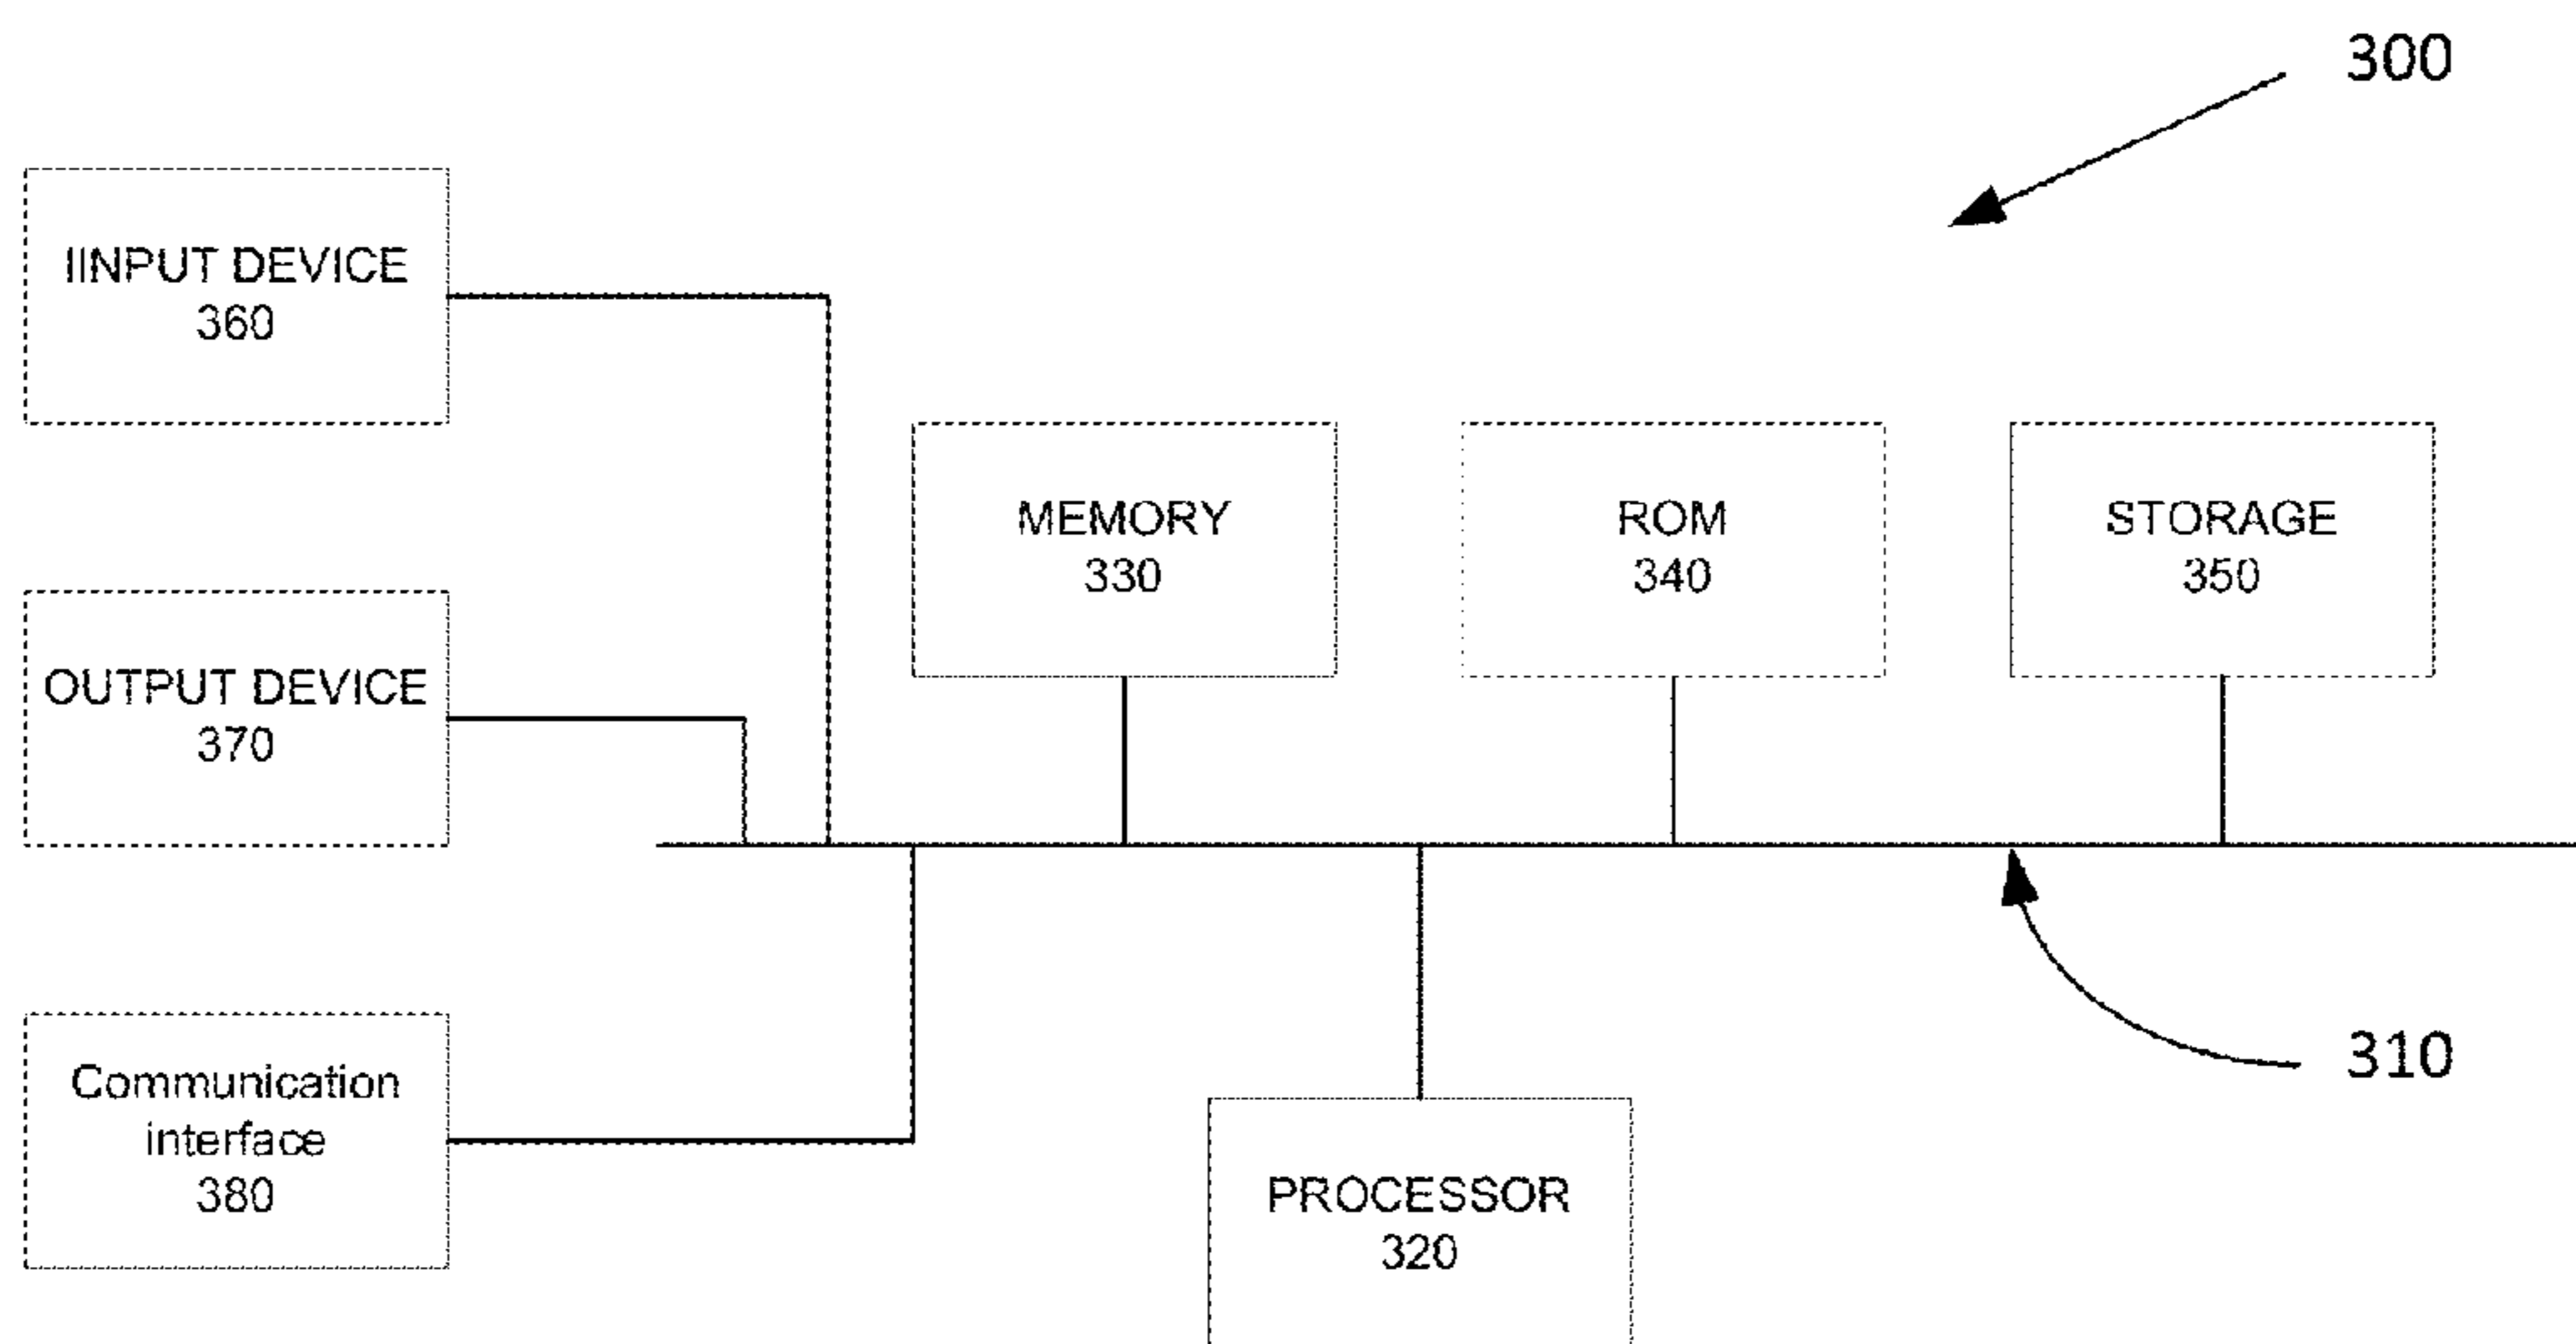 300
IINPUT DEVICE
360
MEMORY
330
ROM
340
STORAGE
350
OUTPUT DEVICE
370
Communication
interface
380
310
PROCESSOR
320